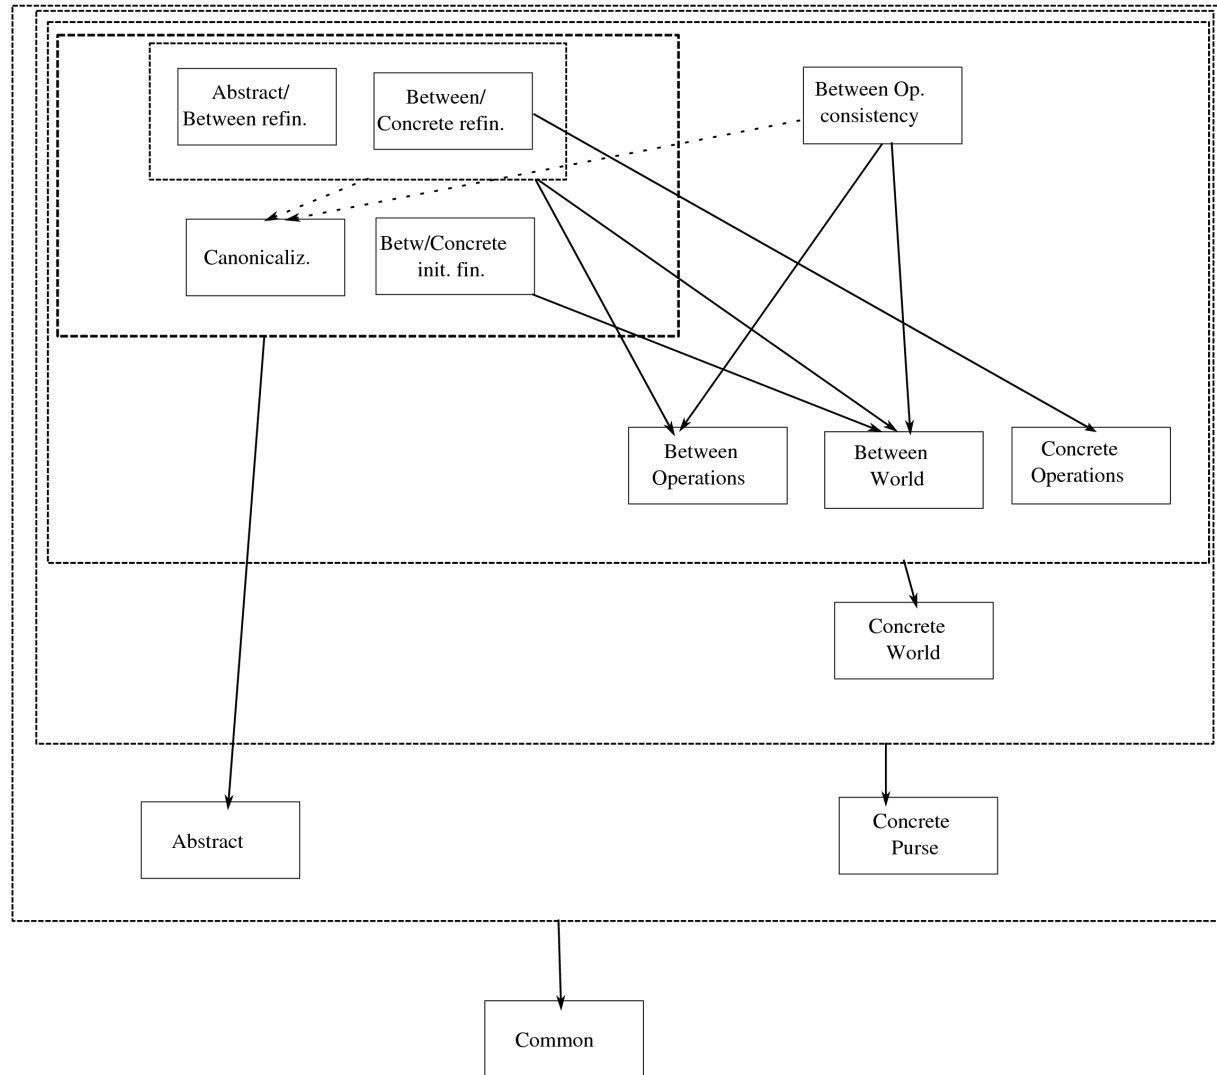 Abstract/
Between refin.
Between/
Concrete refin.
Between Op.
consistency
Canonicaliz.
Betw/Concrete
init. fin.
Between
Operations
Between
World
Concrete
Operations
Concrete
World
Abstract
Concrete
Purse
Common